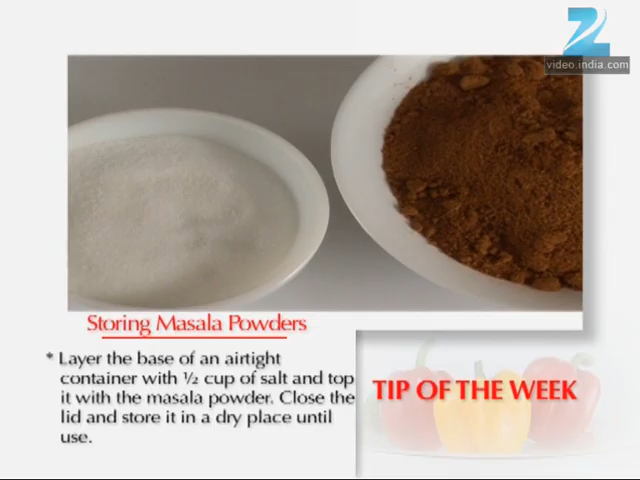 video.india.com
Storing Masala Powders
* Layer the base of an airtight
container with ½ cup of salt and top
it with the masala powder. Close the
lid and store it in a dry place until
use.
TIP OF THE WEEK